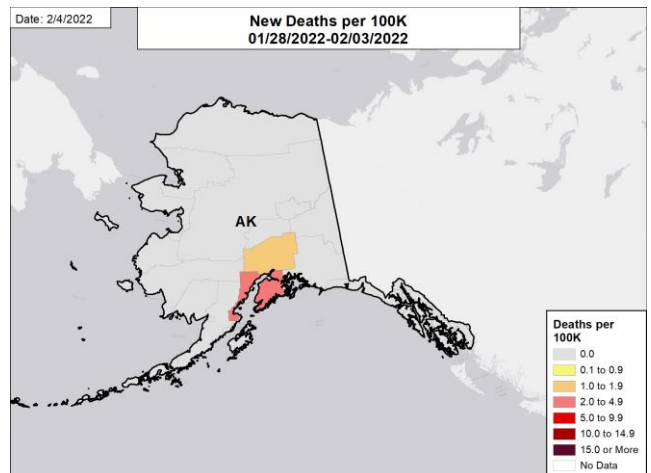 Date: 2/4/2022
New Deaths per 100K
01/28/2022-02/03/2022
AK
Deaths per
100K
0.0
0.1 to 0.9
1.0 to 1.9
2.0 to 4.9
5.0 to 9.9
10.0 to 14.9
15.0 or More
No Data